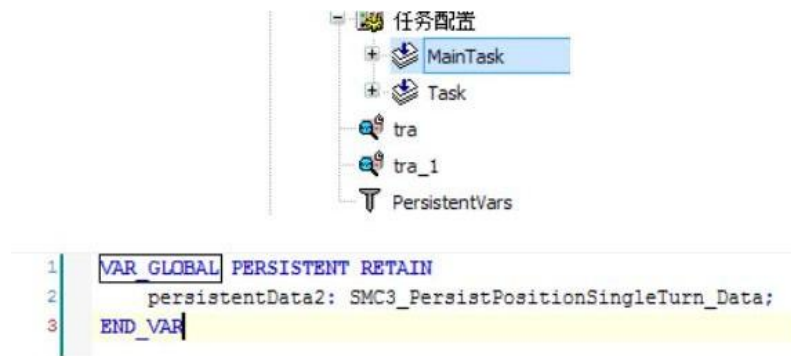 任务配置
MainTask
Task
tra
tra_1
PersistentVars
1 VAR_GLOBAL PERSISTENT RETAIN
2 persistentData2: SMC3_PersistPositionSingleTurn_Data;
3 END_VAR